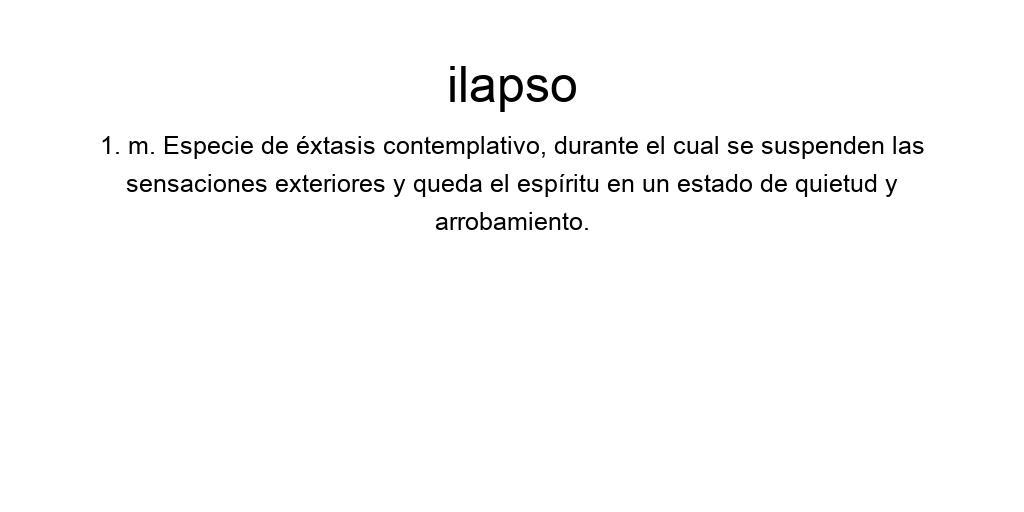 ilapso
1. m. Especie de éxtasis contemplativo, durante el cual se suspenden las
sensaciones exteriores y queda el espíritu en un estado de quietud y
arrobamiento.